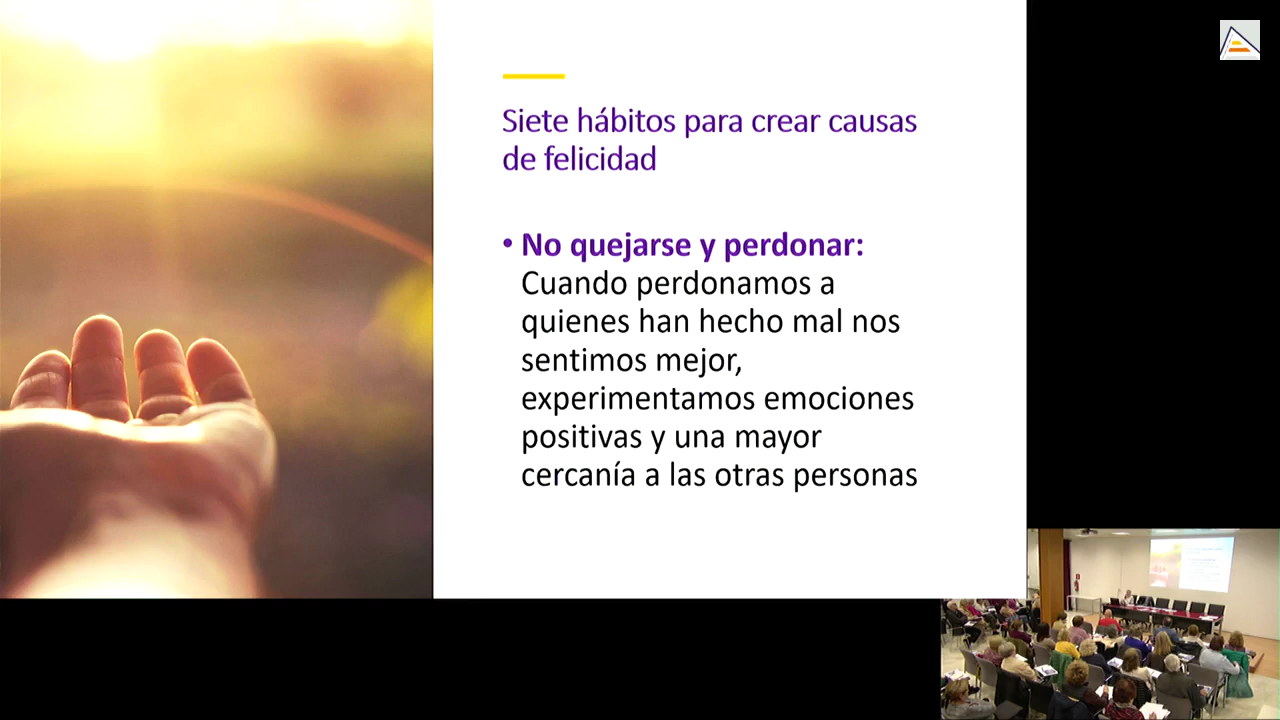 Siete hábitos para crear causas
de felicidad
• No quejarse y perdonar:
Cuando perdonamos a
quienes han hecho mal nos
sentimos mejor,
experimentamos emociones
positivas y una mayor
cercanía a las otras personas